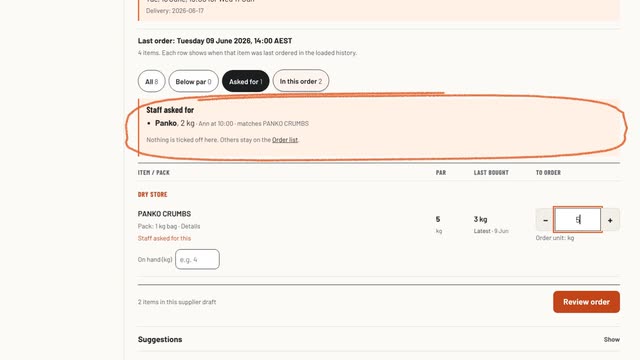 Delivery: 2026-06-17
Last order: Tuesday 09 June 2026, 14:00 AEST
4 items. Each row shows when that item was last ordered in the loaded history.
All 8 Below par 0 Asked for 1 In this order 2
Staff asked for
• Panko, 2 kg · Ann at 10:00 · matches PANKO CRUMBS
Nothing is ticked off here. Others stay on the Order list.
ITEM / PACK PAR LAST BOUGHT TO ORDER
DRY STORE
PANKO CRUMBS
Pack: 1 kg bag · Details
Staff asked for this
5
kg
3 kg
Latest · 9 Jun
− 5 +
Order unit: kg
On hand (kg) e.g. 4
2 items in this supplier draft
Review order
Suggestions Show